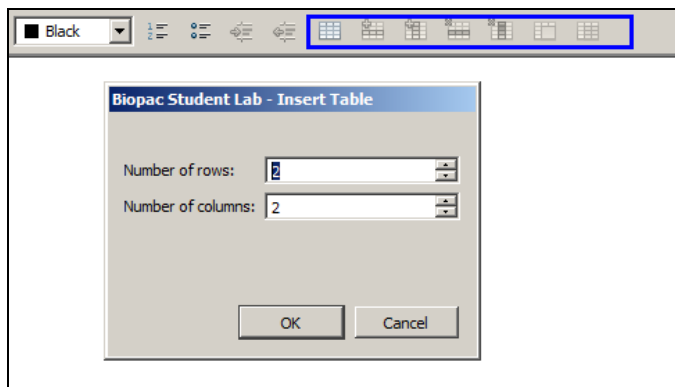 Black
Biopac Student Lab - Insert Table
Number of rows: 2
Number of columns: 2
OK Cancel